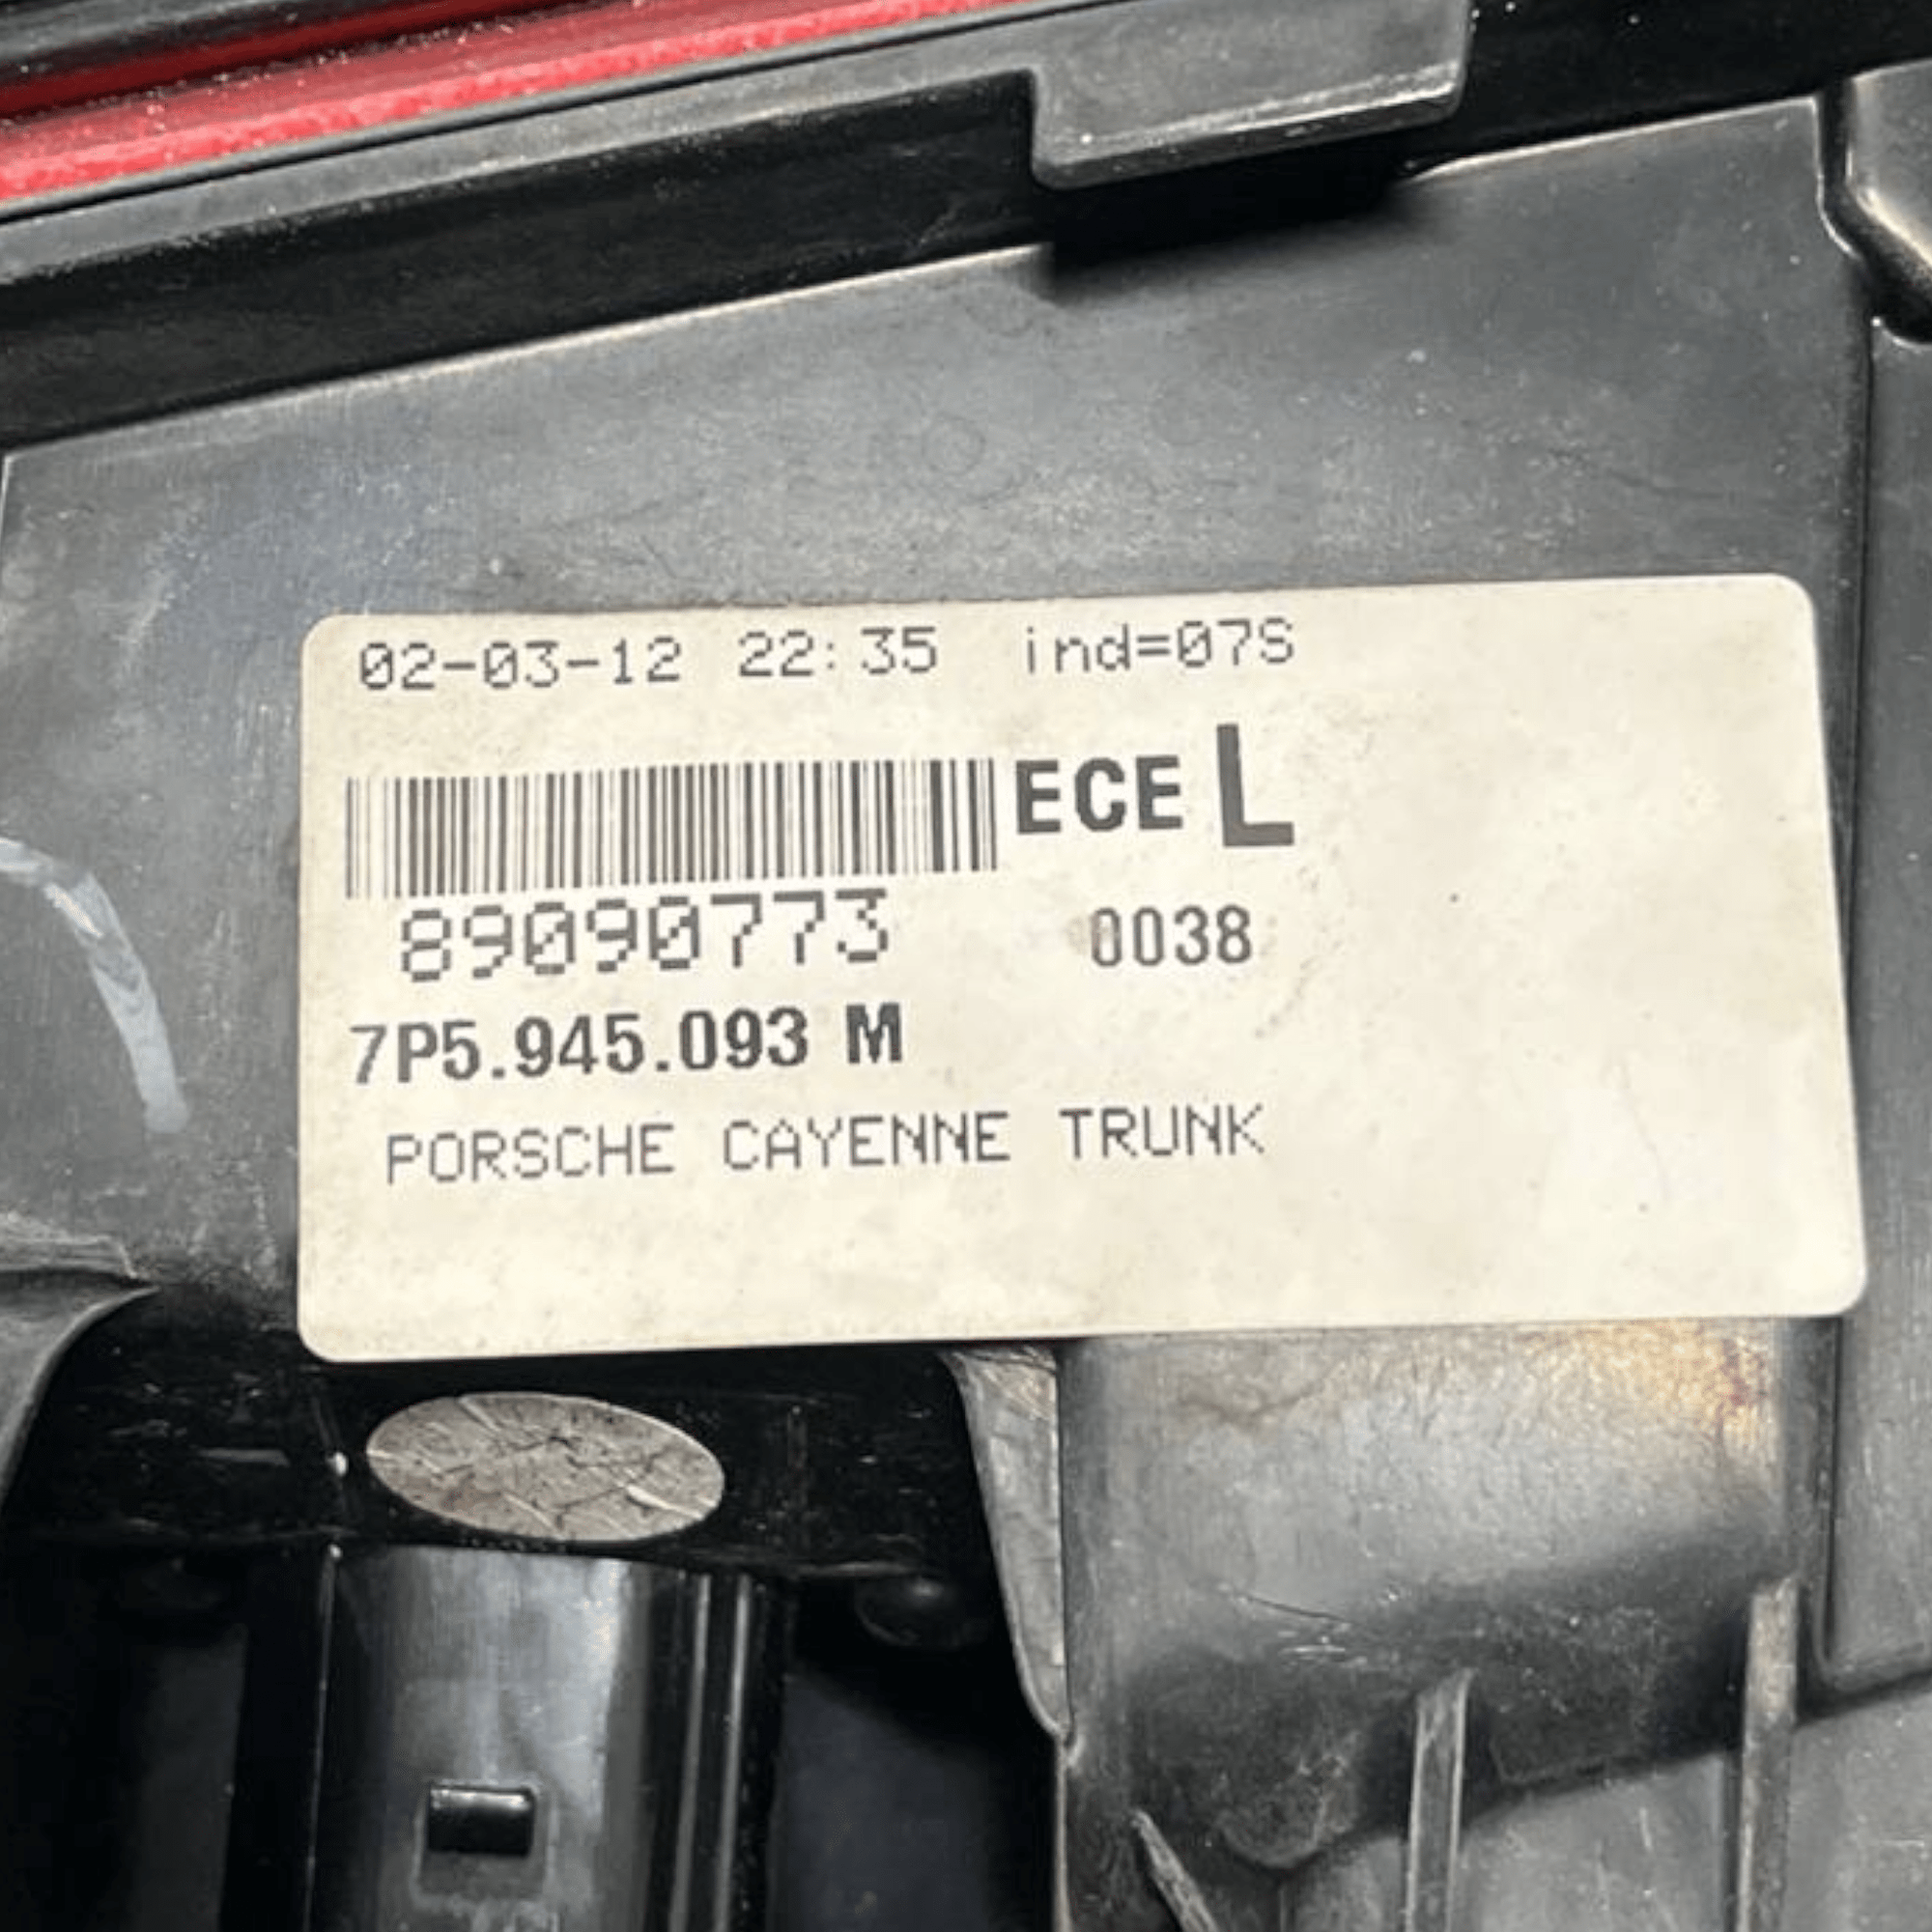 02-03-12 22:35 ind=07S
ECE L
89090773 0038
7P5.945.093 M
PORSCHE CAYENNE TRUNK